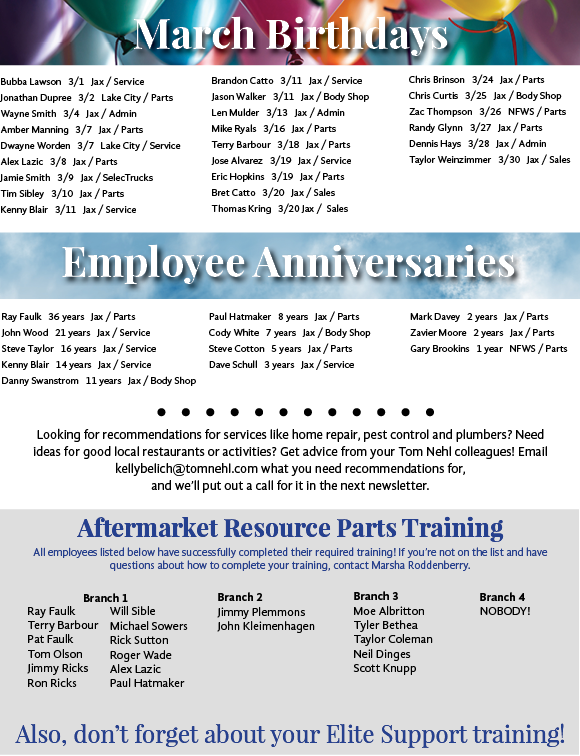 March Birthdays
Bubba Lawson 3/1 Jax / Service
Jonathan Dupree 3/2 Lake City / Parts
Wayne Smith 3/4 Jax / Admin
Amber Manning 3/7 Jax / Parts
Dwayne Worden 3/7 Lake City / Service
Alex Lazic 3/8 Jax / Parts
Jamie Smith 3/9 Jax / SelecTrucks
Tim Sibley 3/10 Jax / Parts
Kenny Blair 3/11 Jax / Service
Brandon Catto 3/11 Jax / Service
Jason Walker 3/11 Jax / Body Shop
Len Mulder 3/13 Jax / Admin
Mike Ryals 3/16 Jax / Parts
Terry Barbour 3/18 Jax / Parts
Jose Alvarez 3/19 Jax / Service
Eric Hopkins 3/19 Jax / Parts
Bret Catto 3/20 Jax / Sales
Thomas Kring 3/20 Jax / Sales
Chris Brinson 3/24 Jax / Parts
Chris Curtis 3/25 Jax / Body Shop
Zac Thompson 3/26 NFWS / Parts
Randy Glynn 3/27 Jax / Parts
Dennis Hays 3/28 Jax / Admin
Taylor Weinzimmer 3/30 Jax / Sales
Employee Anniversaries
Ray Faulk 36 years Jax / Parts
John Wood 21 years Jax / Service
Steve Taylor 16 years Jax / Service
Kenny Blair 14 years Jax / Service
Danny Swanstrom 11 years Jax / Body Shop
Paul Hatmaker 8 years Jax / Parts
Cody White 7 years Jax / Body Shop
Steve Cotton 5 years Jax / Parts
Dave Schull 3 years Jax / Service
Mark Davey 2 years Jax / Parts
Zavier Moore 2 years Jax / Parts
Gary Brookins 1 year NFWS / Parts
Looking for recommendations for services like home repair, pest control and plumbers? Need
ideas for good local restaurants or activities? Get advice from your Tom Nehl colleagues! Email
kellybelich@tomnehl.com what you need recommendations for,
and we'll put out a call for it in the next newsletter.
Aftermarket Resource Parts Training
All employees listed below have successfully completed their required training! If you're not on the list and have
questions about how to complete your training, contact Marsha Roddenberry.
Branch 1
Ray Faulk
Terry Barbour
Pat Faulk
Tom Olson
Jimmy Ricks
Ron Ricks
Will Sible
Michael Sowers
Rick Sutton
Roger Wade
Alex Lazic
Paul Hatmaker
Branch 2
Jimmy Plemmons
John Kleimenhagen
Branch 3
Moe Albritton
Tyler Bethea
Taylor Coleman
Neil Dinges
Scott Knupp
Branch 4
NOBODY!
Also, don't forget about your Elite Support training!